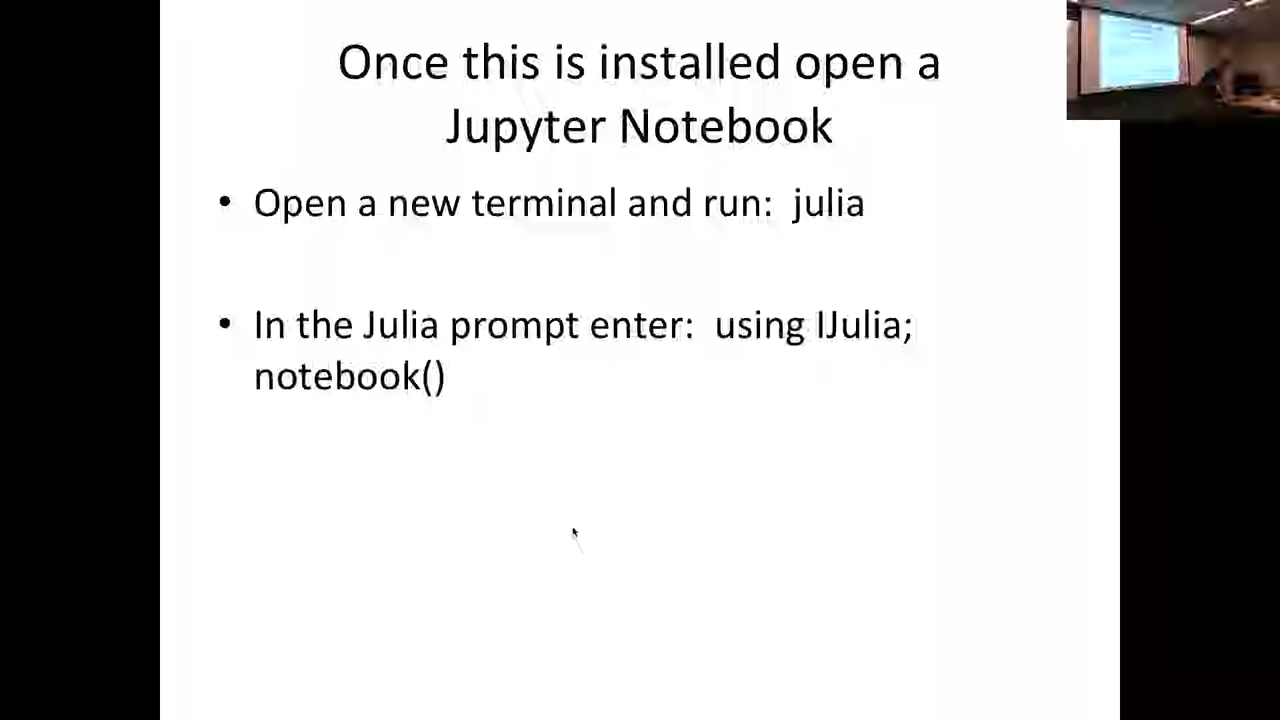 Once this is installed open a
Jupyter Notebook
• Open a new terminal and run:  julia
• In the Julia prompt enter:  using IJulia;
notebook()